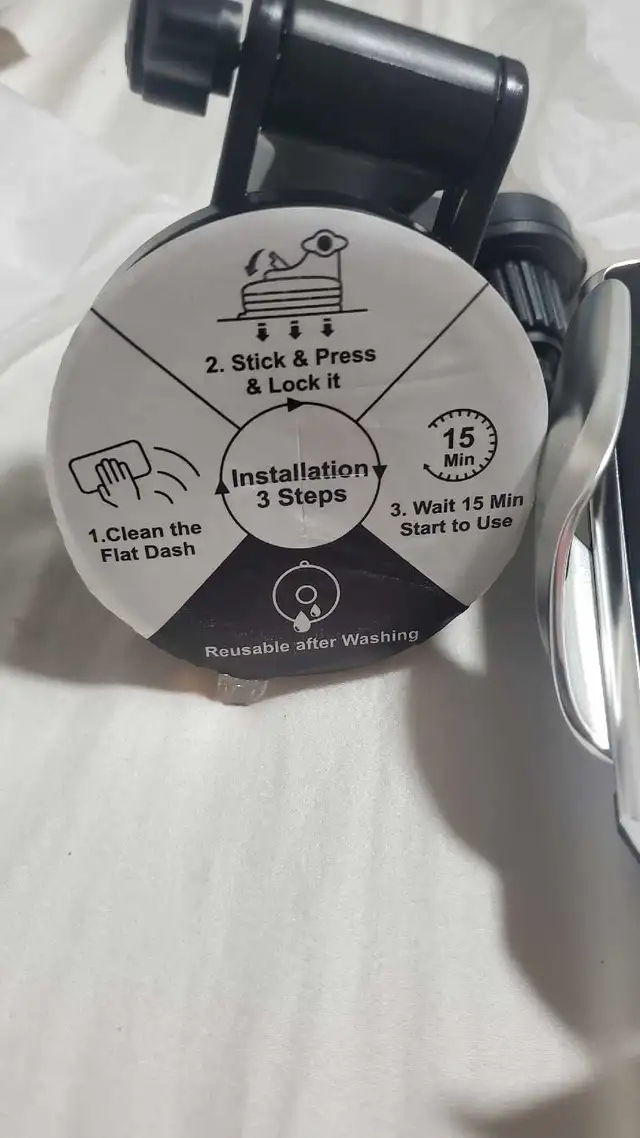 2. Stick & Press
& Lock it
15
Min
Installation
3 Steps
1.Clean the
Flat Dash
3. Wait 15 Min
Start to Use
Reusable after Washing